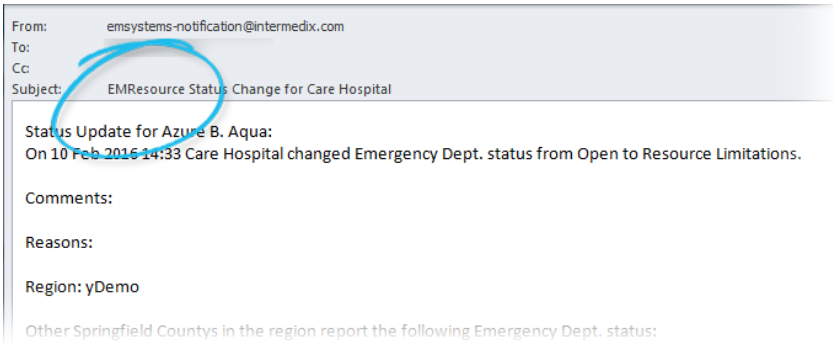 From: emsystems-notification@intermedix.com
To:
Cc:
Subject: EMResource Status Change for Care Hospital
Status Update for Azure B. Aqua:
On 10 Feb 2016 14:33 Care Hospital changed Emergency Dept. status from Open to Resource Limitations.
Comments:
Reasons:
Region: yDemo
Other Springfield Countys in the region report the following Emergency Dept. status: